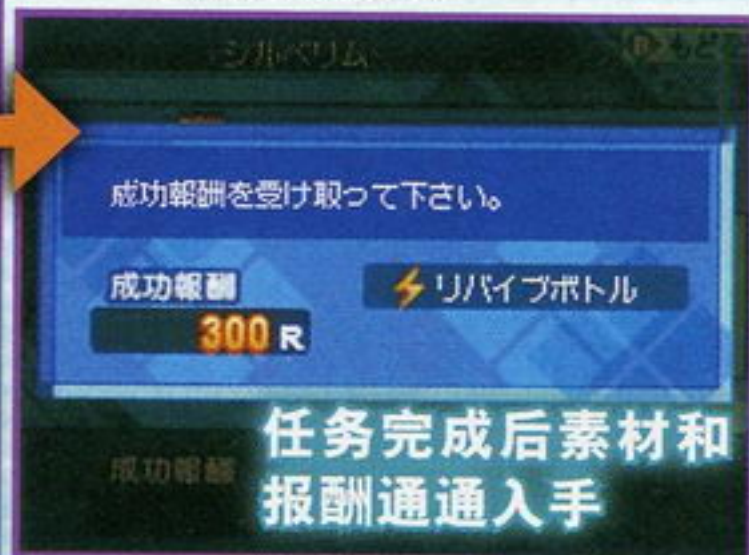 シルベリム
成功報酬を受け取って下さい。
成功報酬
リバイブボトル
300 R
成功報酬
任务完成后素材和
报酬通通入手